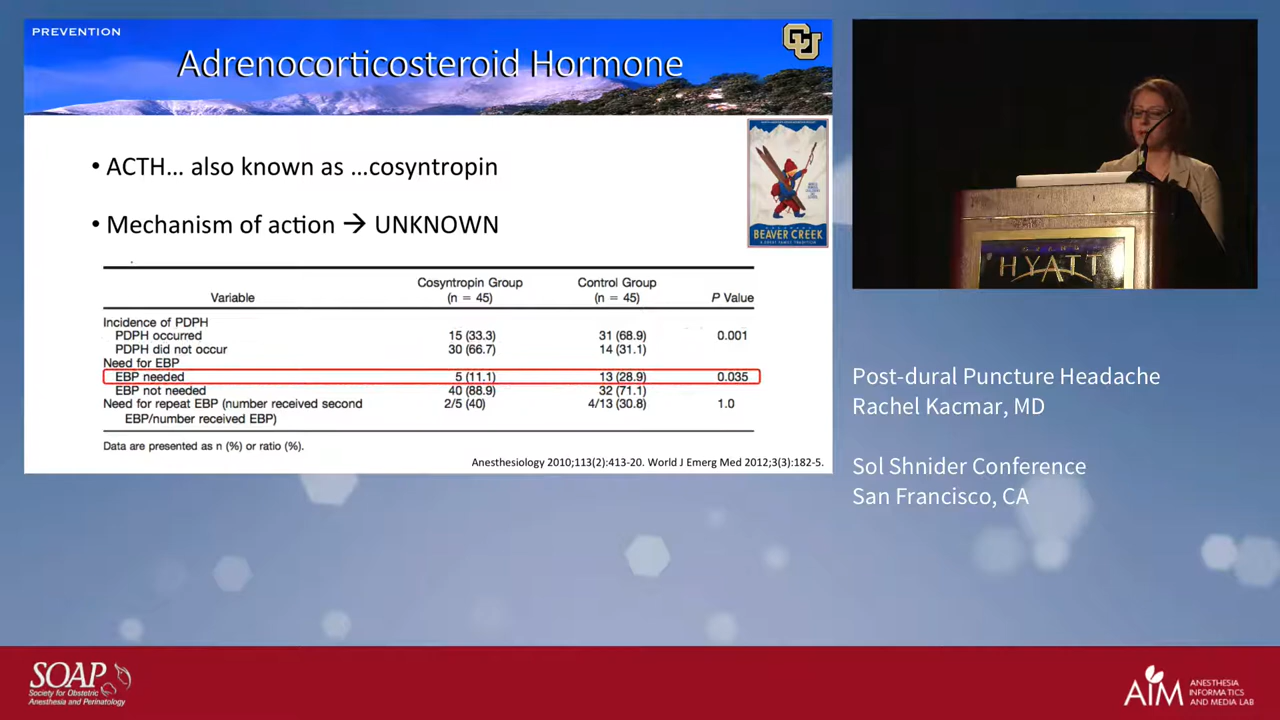 PREVENTION
Adrenocorticosteroid Hormone
CU
• ACTH... also known as ...cosyntropin
• Mechanism of action → UNKNOWN
BEAVER CREEK
A GREAT FAMILY TRADITION
Variable Cosyntropin Group (n = 45) Control Group (n = 45) P Value
Incidence of PDPH
PDPH occurred 15 (33.3) 31 (68.9) 0.001
PDPH did not occur 30 (66.7) 14 (31.1)
Need for EBP
EBP needed 5 (11.1) 13 (28.9) 0.035
EBP not needed 40 (88.9) 32 (71.1)
Need for repeat EBP (number received second 2/5 (40) 4/13 (30.8) 1.0
EBP/number received EBP)
Data are presented as n (%) or ratio (%).
Anesthesiology 2010;113(2):413-20. World J Emerg Med 2012;3(3):182-5.
GRAND
HYATT
Post-dural Puncture Headache
Rachel Kacmar, MD
Sol Shnider Conference
San Francisco, CA
SOAP
Society for Obstetric
Anesthesia and Perinatology
AIM
ANESTHESIA
INFORMATICS
AND MEDIA LAB